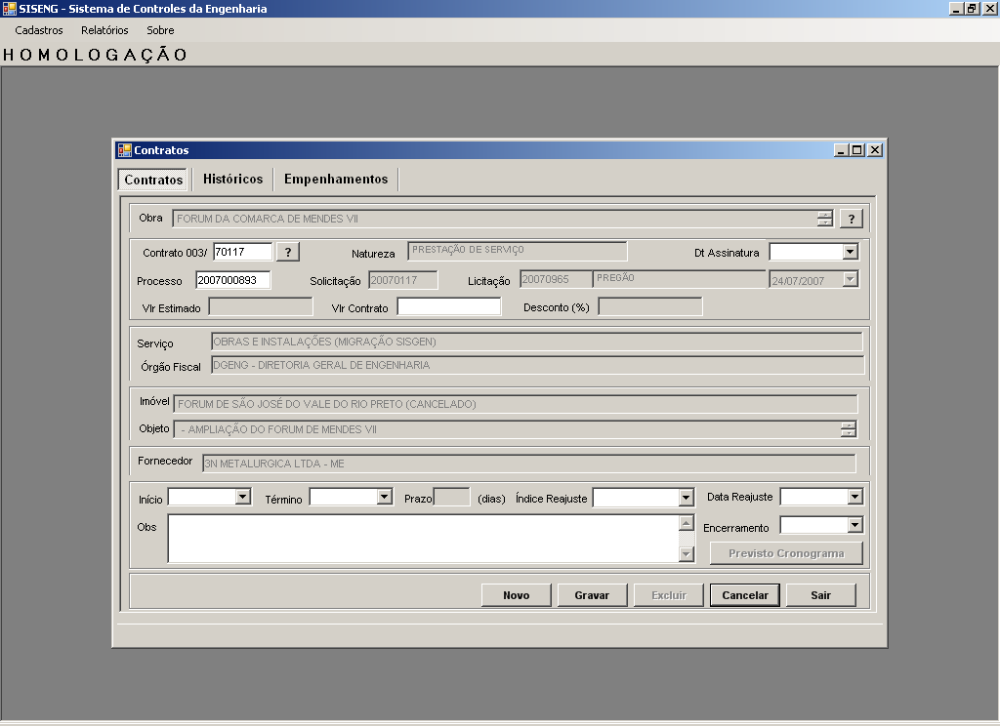 SISENG - Sistema de Controles da Engenharia
Cadastros Relatórios Sobre
HOMOLOGAÇÃO
Contratos
Contratos Históricos Empenhamentos
Obra FORUM DA COMARCA DE MENDES VII ?
Contrato 003/ 70117 ? Natureza PRESTAÇÃO DE SERVIÇO Dt Assinatura
Processo 2007000893 Solicitação 20070117 Licitação 20070965 PREGÃO 24/07/2007
Vlr Estimado Vlr Contrato Desconto (%)
Serviço OBRAS E INSTALAÇÕES (MIGRAÇÃO SISGEN)
Órgão Fiscal DGENG - DIRETORIA GERAL DE ENGENHARIA
Imóvel FORUM DE SÃO JOSÉ DO VALE DO RIO PRETO (CANCELADO)
Objeto - AMPLIAÇÃO DO FORUM DE MENDES VII
Fornecedor 3N METALURGICA LTDA - ME
Início Término Prazo (dias) Índice Reajuste Data Reajuste
Obs Encerramento
Previsto Cronograma
Novo Gravar Excluir Cancelar Sair